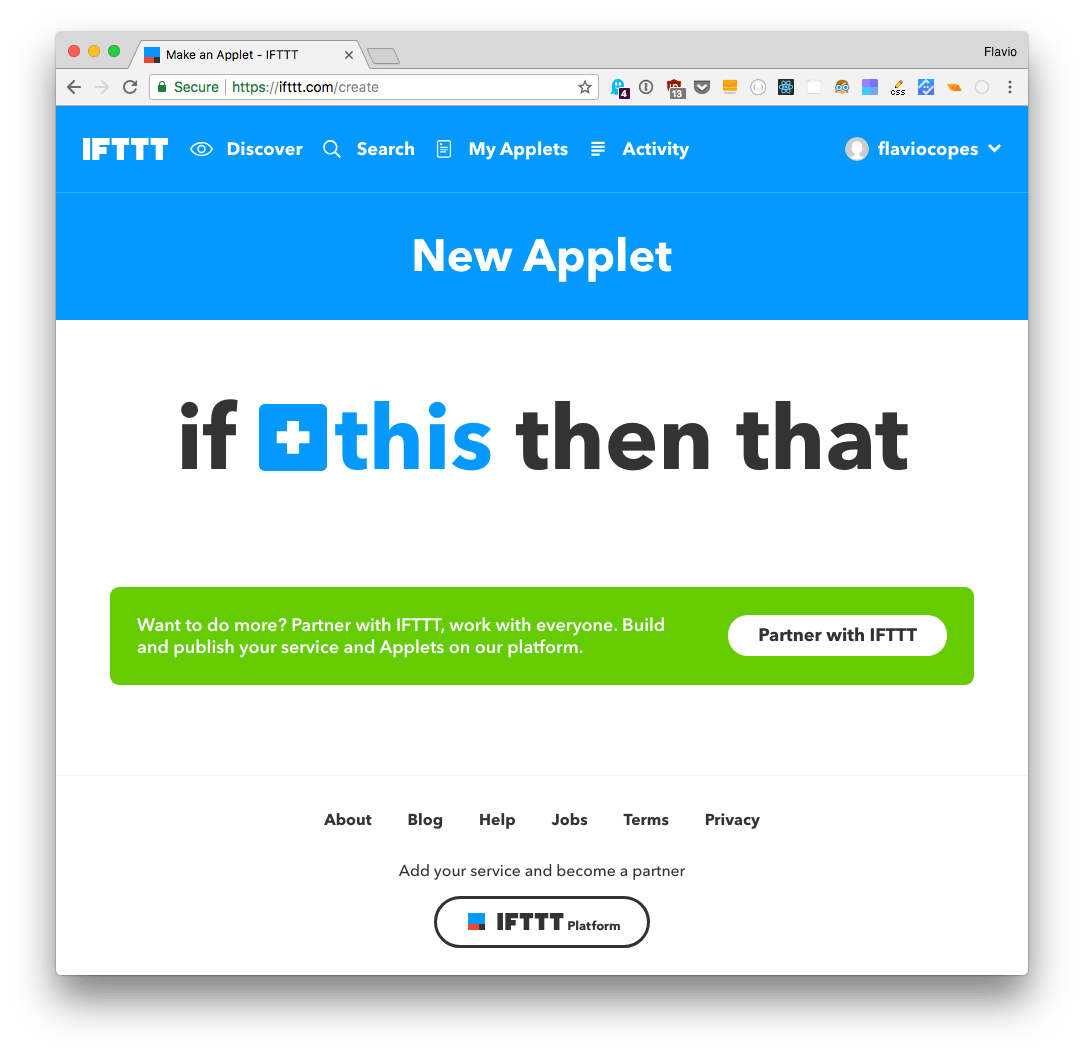 Make an Applet - IFTTT
Flavio
Secure https://ifttt.com/create
4
13
css
IFTTT Discover Search My Applets Activity flaviocopes
New Applet
if this then that
Want to do more? Partner with IFTTT, work with everyone. Build
and publish your service and Applets on our platform.
Partner with IFTTT
About Blog Help Jobs Terms Privacy
Add your service and become a partner
IFTTT Platform